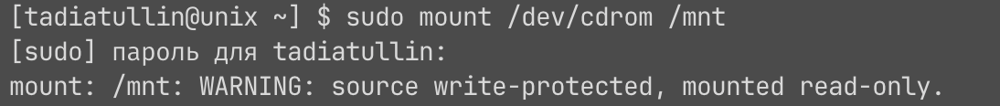 [tadiatullin@unix ~] $ sudo mount /dev/cdrom /mnt
[sudo] пароль для tadiatullin:
mount: /mnt: WARNING: source write-protected, mounted read-only.